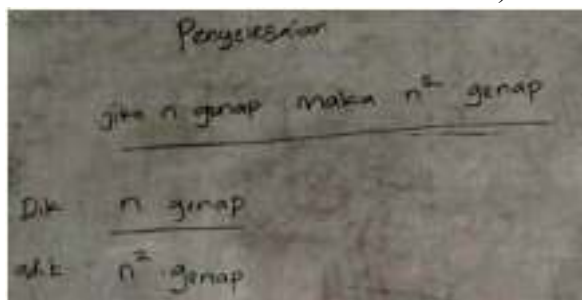 Penyelesaian
jika n genap maka n² genap
Dik n genap
dit n² genap